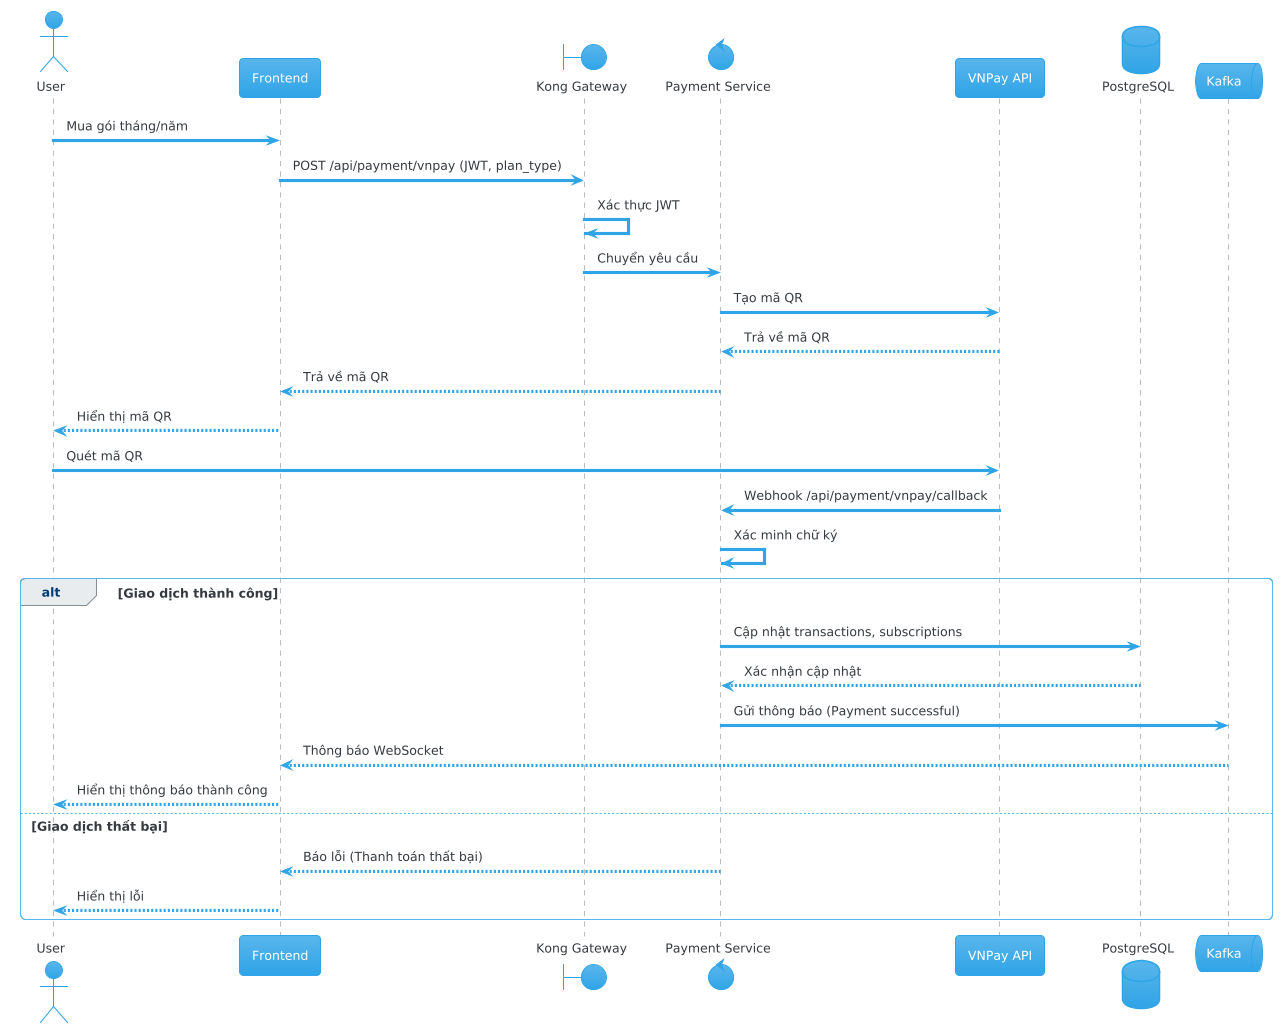 User
Frontend
Kong Gateway
Payment Service
VNPay API
PostgreSQL
Kafka
Mua gói tháng/năm
POST /api/payment/vnpay (JWT, plan_type)
Xác thực JWT
Chuyển yêu cầu
Tạo mã QR
Trả về mã QR
Trả về mã QR
Hiển thị mã QR
Quét mã QR
Webhook /api/payment/vnpay/callback
Xác minh chữ ký
alt
[Giao dịch thành công]
Cập nhật transactions, subscriptions
Xác nhận cập nhật
Gửi thông báo (Payment successful)
Thông báo WebSocket
Hiển thị thông báo thành công
[Giao dịch thất bại]
Báo lỗi (Thanh toán thất bại)
Hiển thị lỗi
User
Frontend
Kong Gateway
Payment Service
VNPay API
PostgreSQL
Kafka